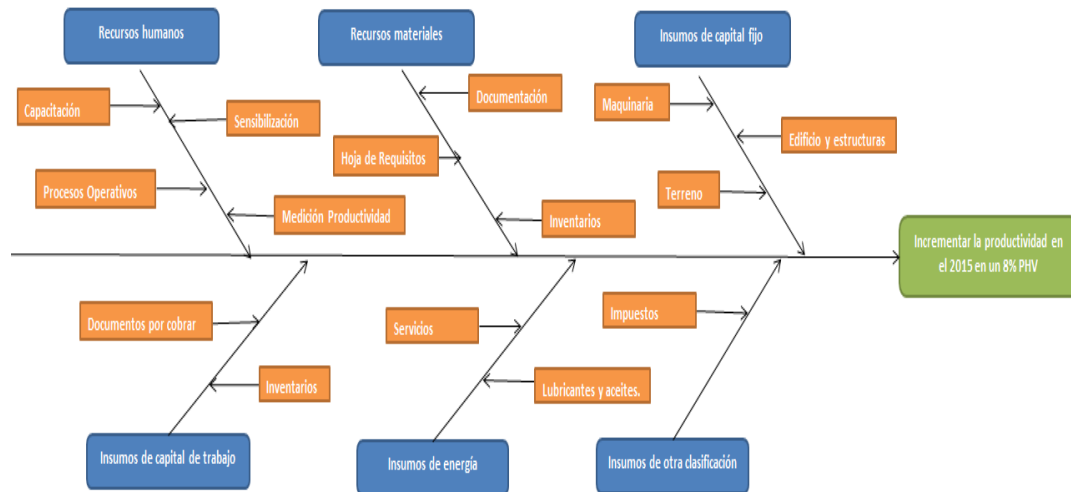 Recursos humanos
Recursos materiales
Insumos de capital fijo
Capacitación
Sensibilización
Procesos Operativos
Medición Productividad
Documentación
Hoja de Requisitos
Inventarios
Maquinaria
Edificio y estructuras
Terreno
Incrementar la productividad en
el 2015 en un 8% PHV
Documentos por cobrar
Inventarios
Servicios
Lubricantes y aceites.
Impuestos
Insumos de capital de trabajo
Insumos de energía
Insumos de otra clasificación